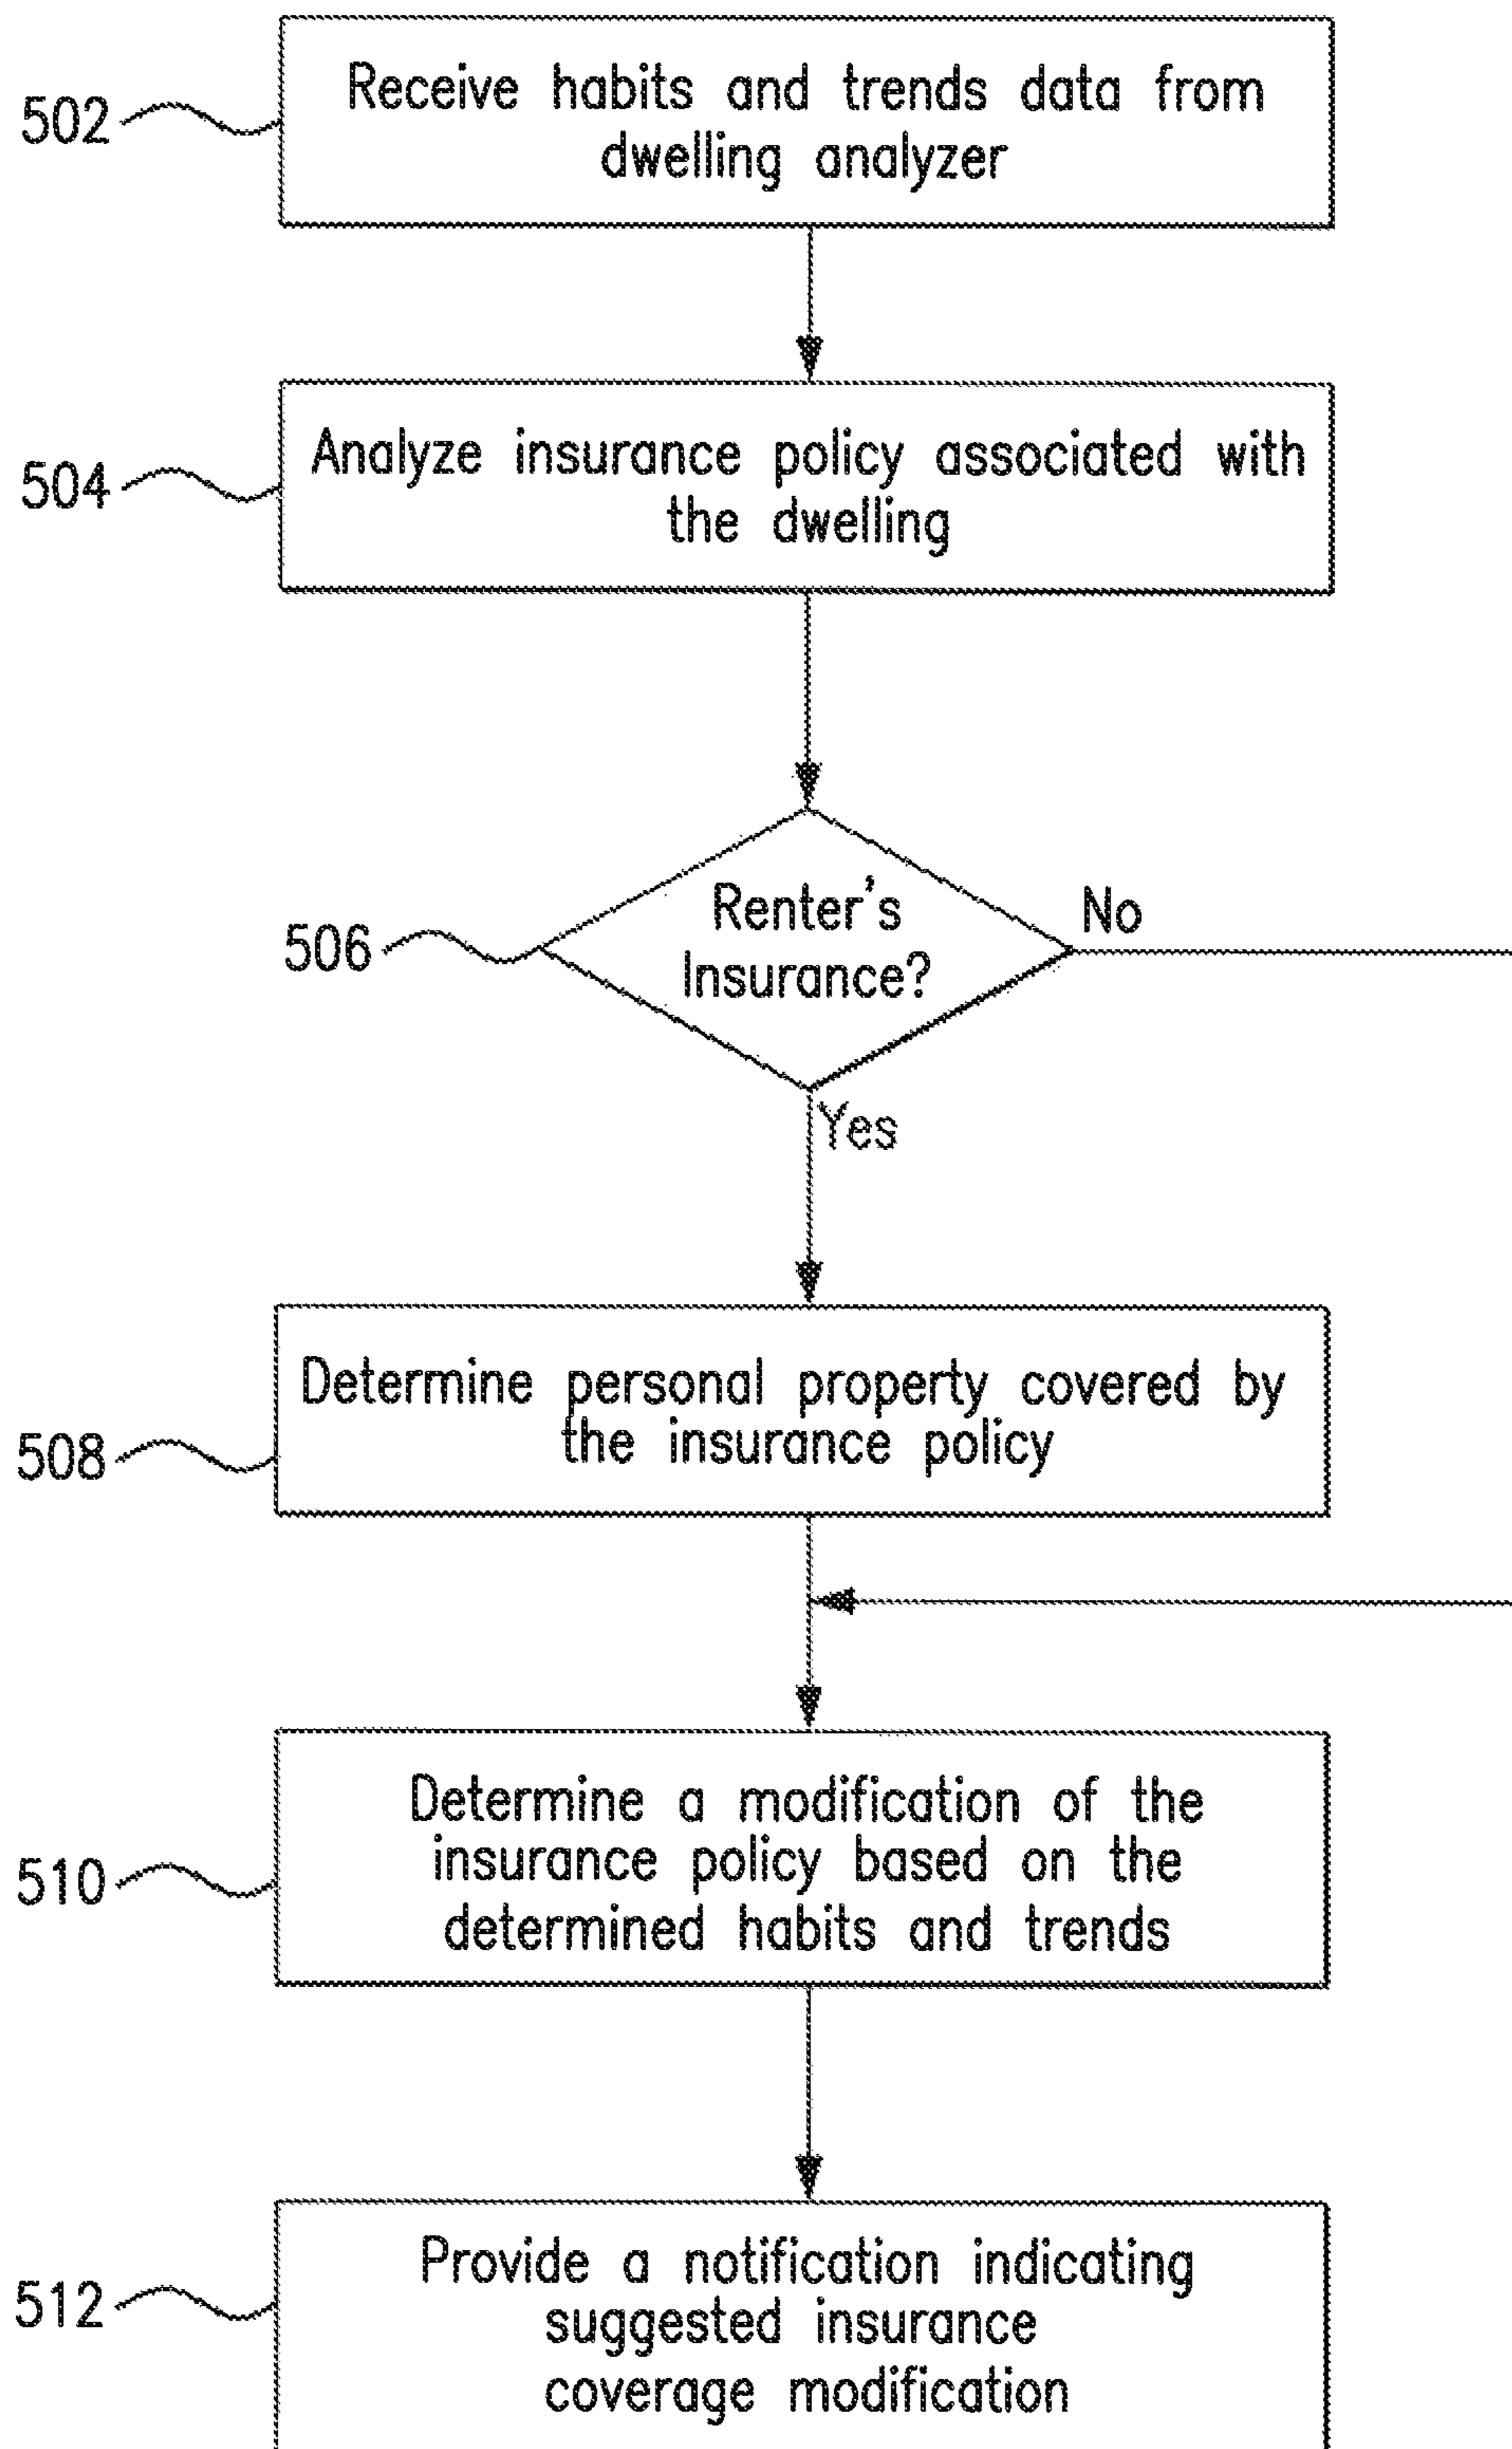 502
Receive habits and trends data from
dwelling analyzer
504
Analyze insurance policy associated with
the dwelling
506
Renter's
Insurance?
No
Yes
508
Determine personal property covered by
the insurance policy
510
Determine a modification of the
insurance policy based on the
determined habits and trends
512
Provide a notification indicating
suggested insurance
coverage modification